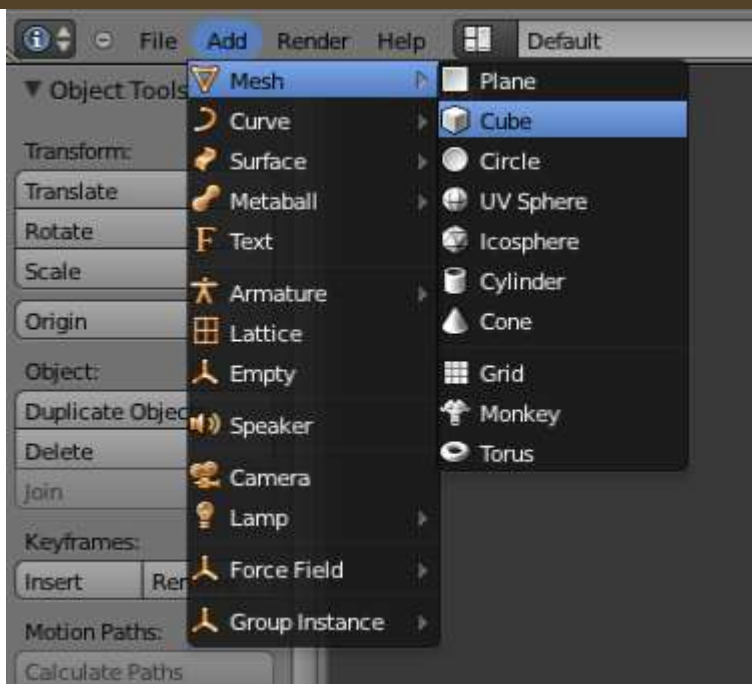 File Add Render Help Default
Object Tools
Transform:
Translate
Rotate
Scale
Origin
Object:
Duplicate Objec
Delete
Join
Keyframes:
Insert Rer
Motion Paths:
Calculate Paths
Mesh
Curve
Surface
Metaball
Text
Armature
Lattice
Empty
Speaker
Camera
Lamp
Force Field
Group Instance
Plane
Cube
Circle
UV Sphere
Icosphere
Cylinder
Cone
Grid
Monkey
Torus